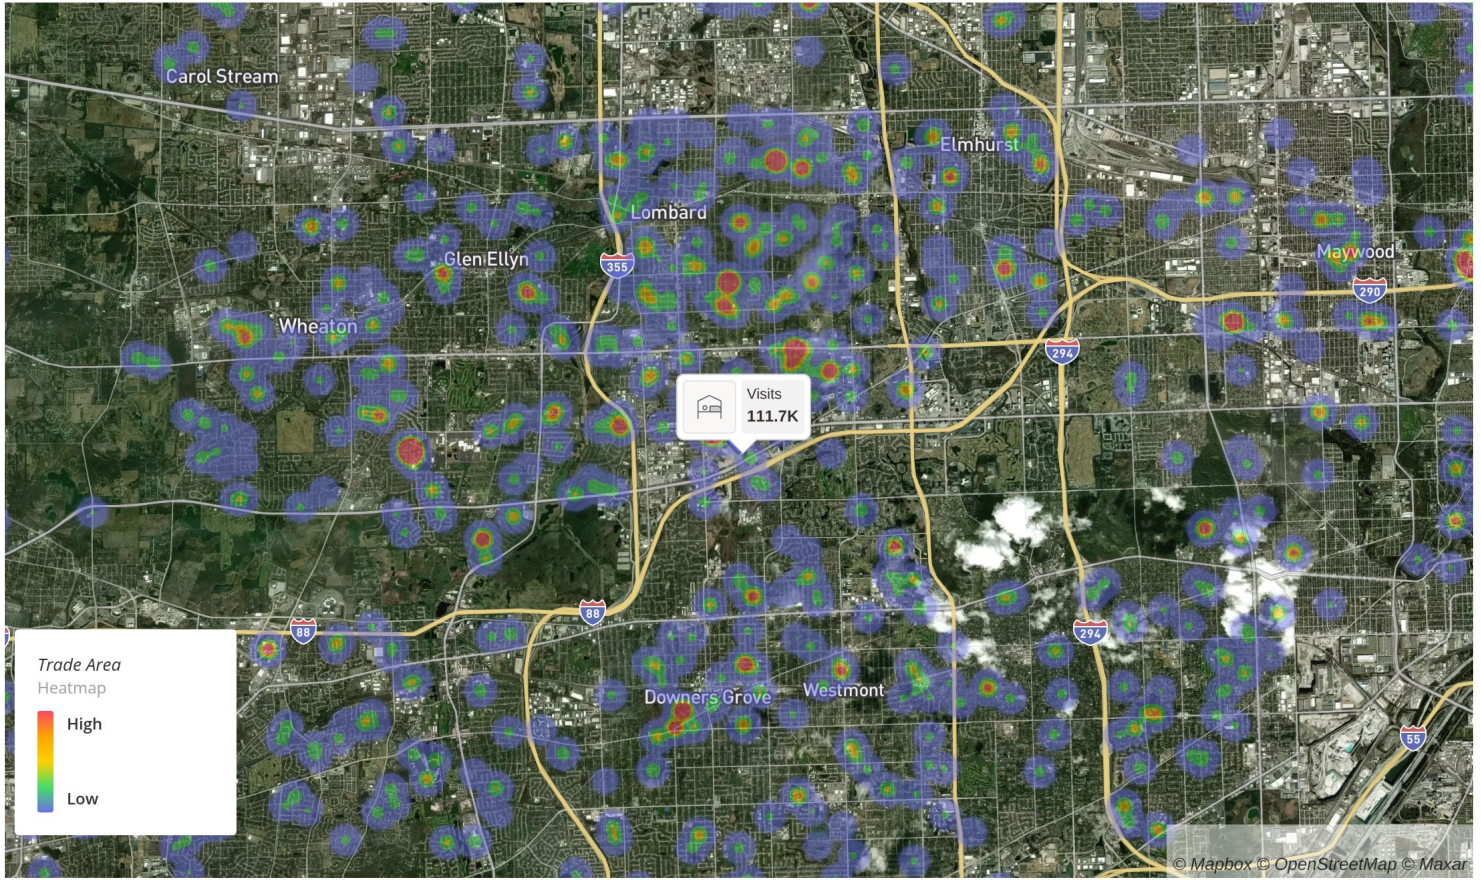 Carol Stream
Elmhurst
Lombard
Maywood
Glen Ellyn
355
290
Wheaton
294
Visits
111.7K
88
88
294
Trade Area
Heatmap
High
Low
Downers Grove
Westmont
55
© Mapbox © OpenStreetMap © Maxar